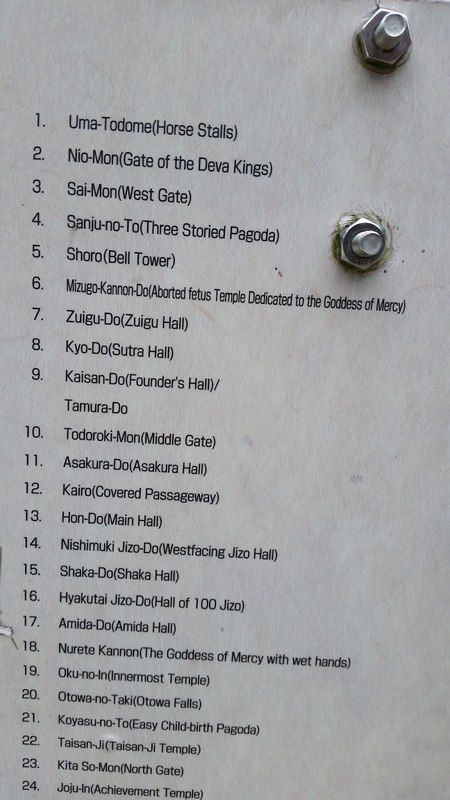 1. Uma-Todome(Horse Stalls)
2. Nio-Mon(Gate of the Deva Kings)
3. Sai-Mon(West Gate)
4. Sanju-no-To(Three Storied Pagoda)
5. Shoro(Bell Tower)
6. Mizugo-Kannon-Do(Aborted fetus Temple Dedicated to the Goddess of Mercy)
7. Zuigu-Do(Zuigu Hall)
8. Kyo-Do(Sutra Hall)
9. Kaisan-Do(Founder's Hall)/
Tamura-Do
10. Todoroki-Mon(Middle Gate)
11. Asakura-Do(Asakura Hall)
12. Kairo(Covered Passageway)
13. Hon-Do(Main Hall)
14. Nishimuki Jizo-Do(Westfacing Jizo Hall)
15. Shaka-Do(Shaka Hall)
16. Hyakutai Jizo-Do(Hall of 100 Jizo)
17. Amida-Do(Amida Hall)
18. Nurete Kannon(The Goddess of Mercy with wet hands)
19. Oku-no-In(Innermost Temple)
20. Otowa-no-Taki(Otowa Falls)
21. Koyasu-no-To(Easy Child-birth Pagoda)
22. Taisan-Ji(Taisan-Ji Temple)
23. Kita So-Mon(North Gate)
24. Joju-In(Achievement Temple)